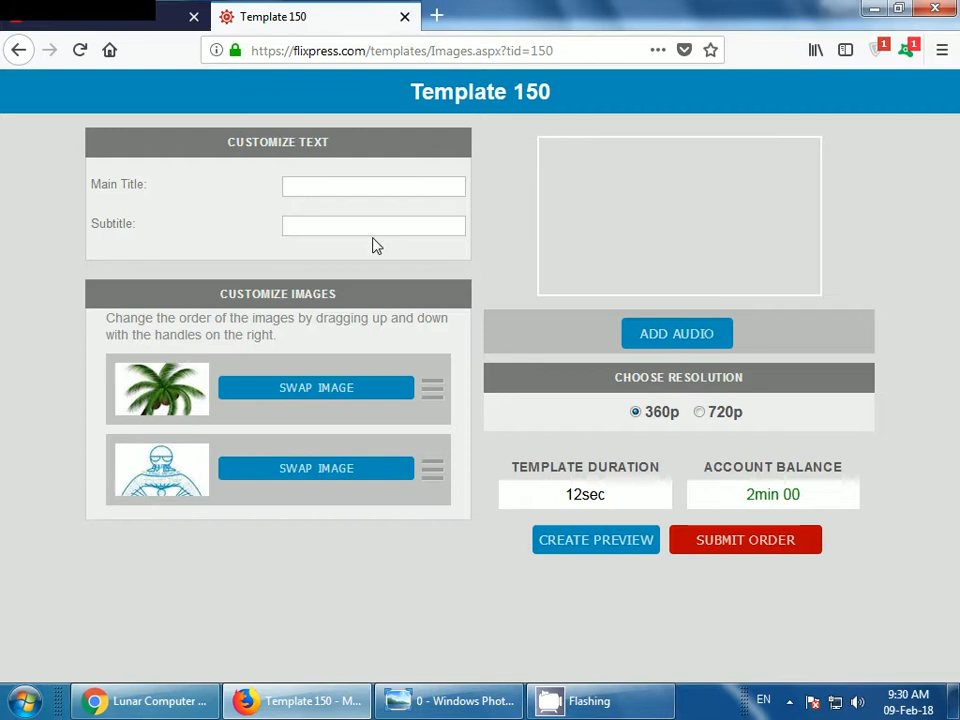 Template 150
https://flixpress.com/templates/Images.aspx?tid=150
1
1
Template 150
CUSTOMIZE TEXT
Main Title:
Subtitle:
CUSTOMIZE IMAGES
Change the order of the images by dragging up and down
with the handles on the right.
SWAP IMAGE
SWAP IMAGE
ADD AUDIO
CHOOSE RESOLUTION
360p 720p
TEMPLATE DURATION ACCOUNT BALANCE
12sec 2min 00
CREATE PREVIEW SUBMIT ORDER
Lunar Computer ... Template 150 - M... 0 - Windows Phot... Flashing EN 9:30 AM
09-Feb-18